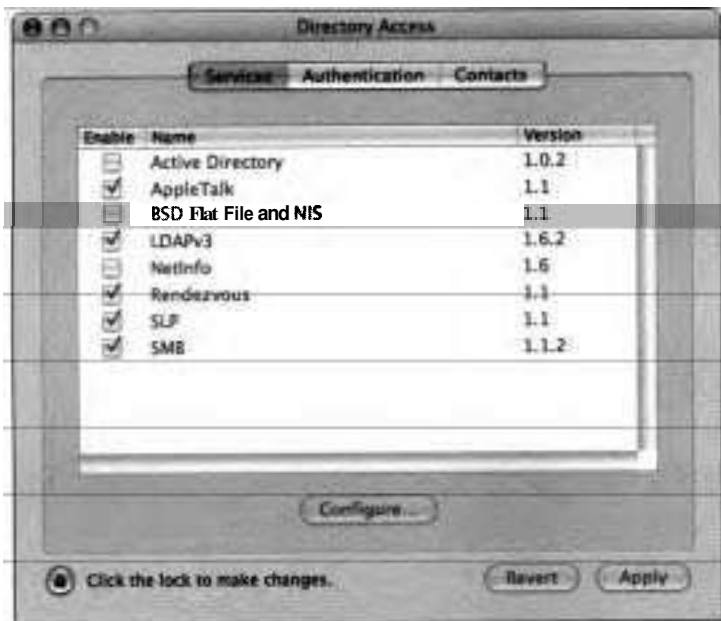 Directory Access
Services Authentication Contacts
Enable Name Version
Active Directory 1.0.2
AppleTalk 1.1
BSD Flat File and NIS 1.1
LDAPv3 1.6.2
NetInfo 1.6
Rendezvous 1.1
SLP 1.1
SMB 1.1.2
Configure...
Click the lock to make changes.
Revert Apply